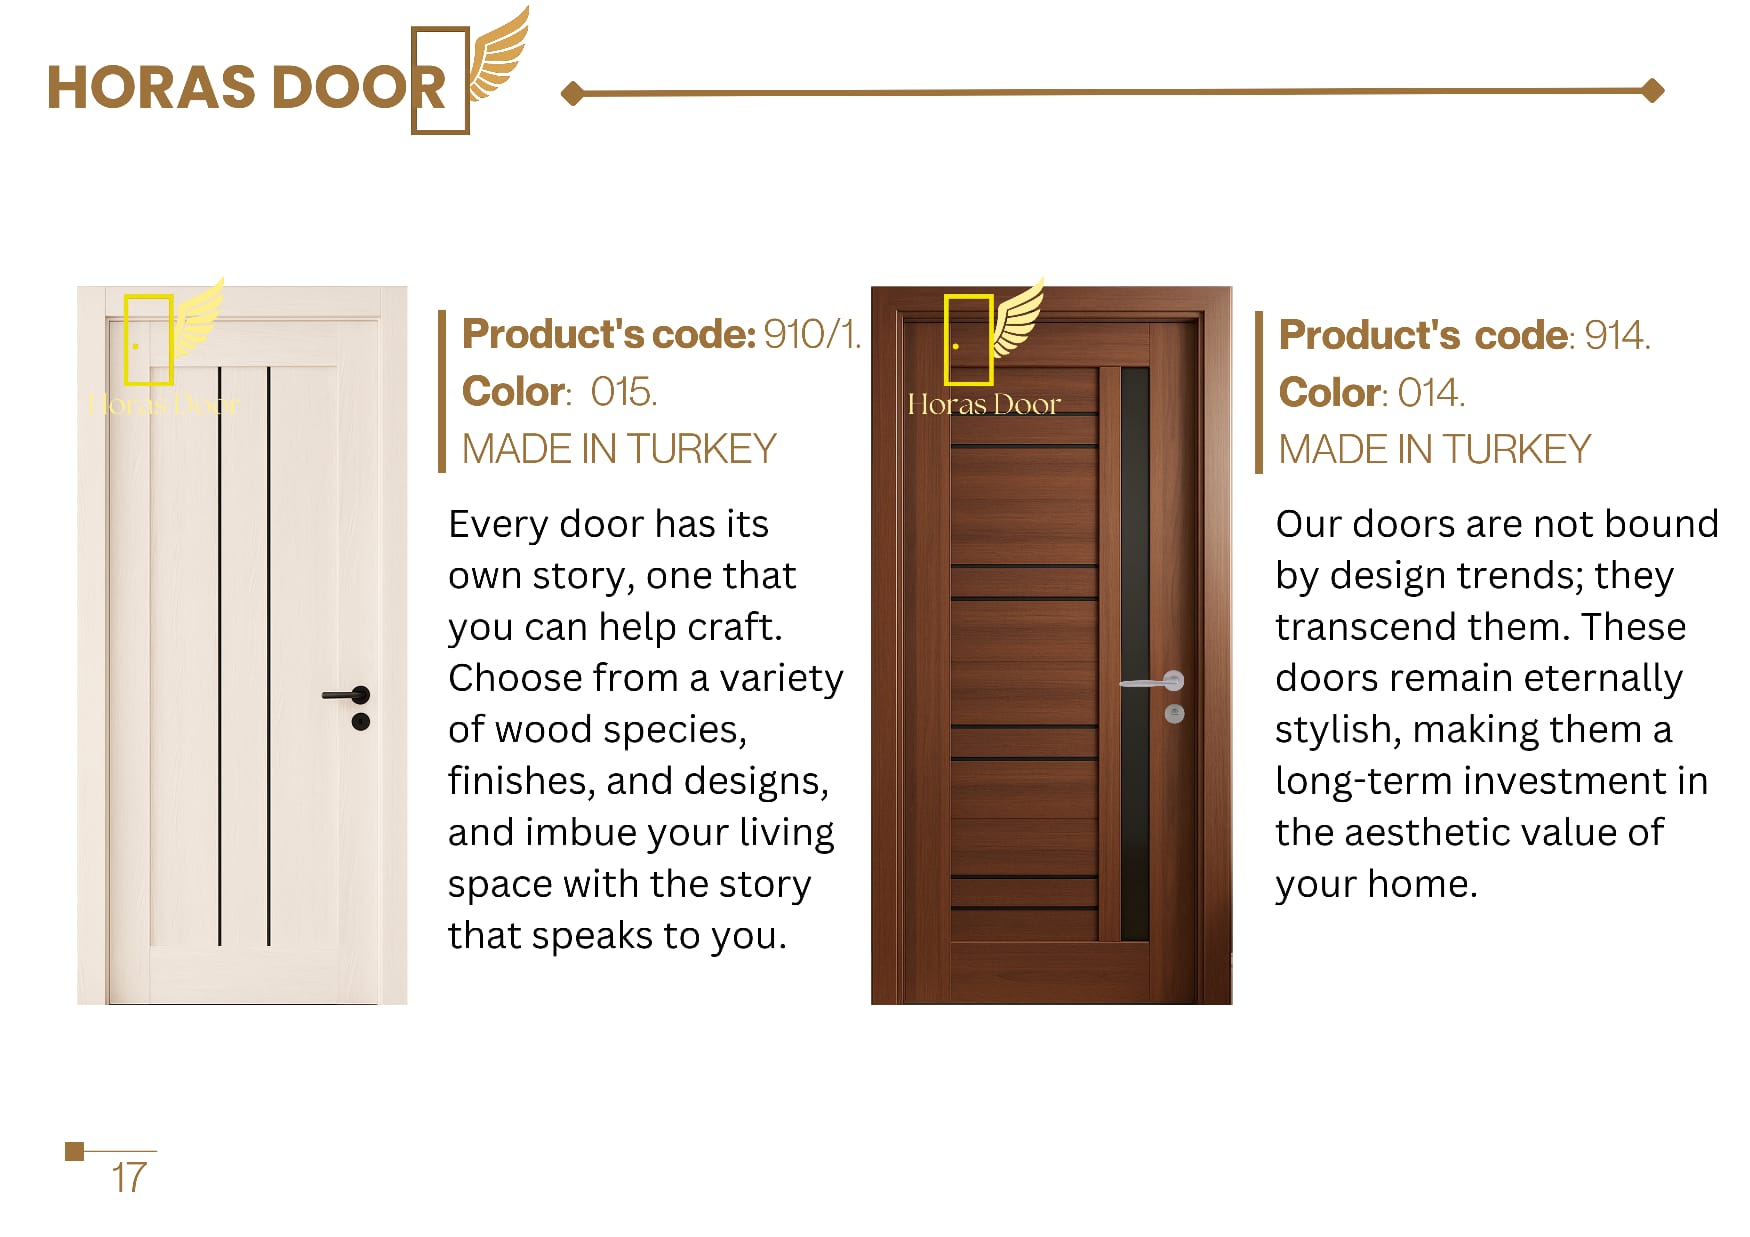 HORAS DOOR
Horas Door
Product's code: 910/1.
Color: 015.
MADE IN TURKEY
Every door has its
own story, one that
you can help craft.
Choose from a variety
of wood species,
finishes, and designs,
and imbue your living
space with the story
that speaks to you.
Horas Door
Product's code: 914.
Color: 014.
MADE IN TURKEY
Our doors are not bound
by design trends; they
transcend them. These
doors remain eternally
stylish, making them a
long-term investment in
the aesthetic value of
your home.
17